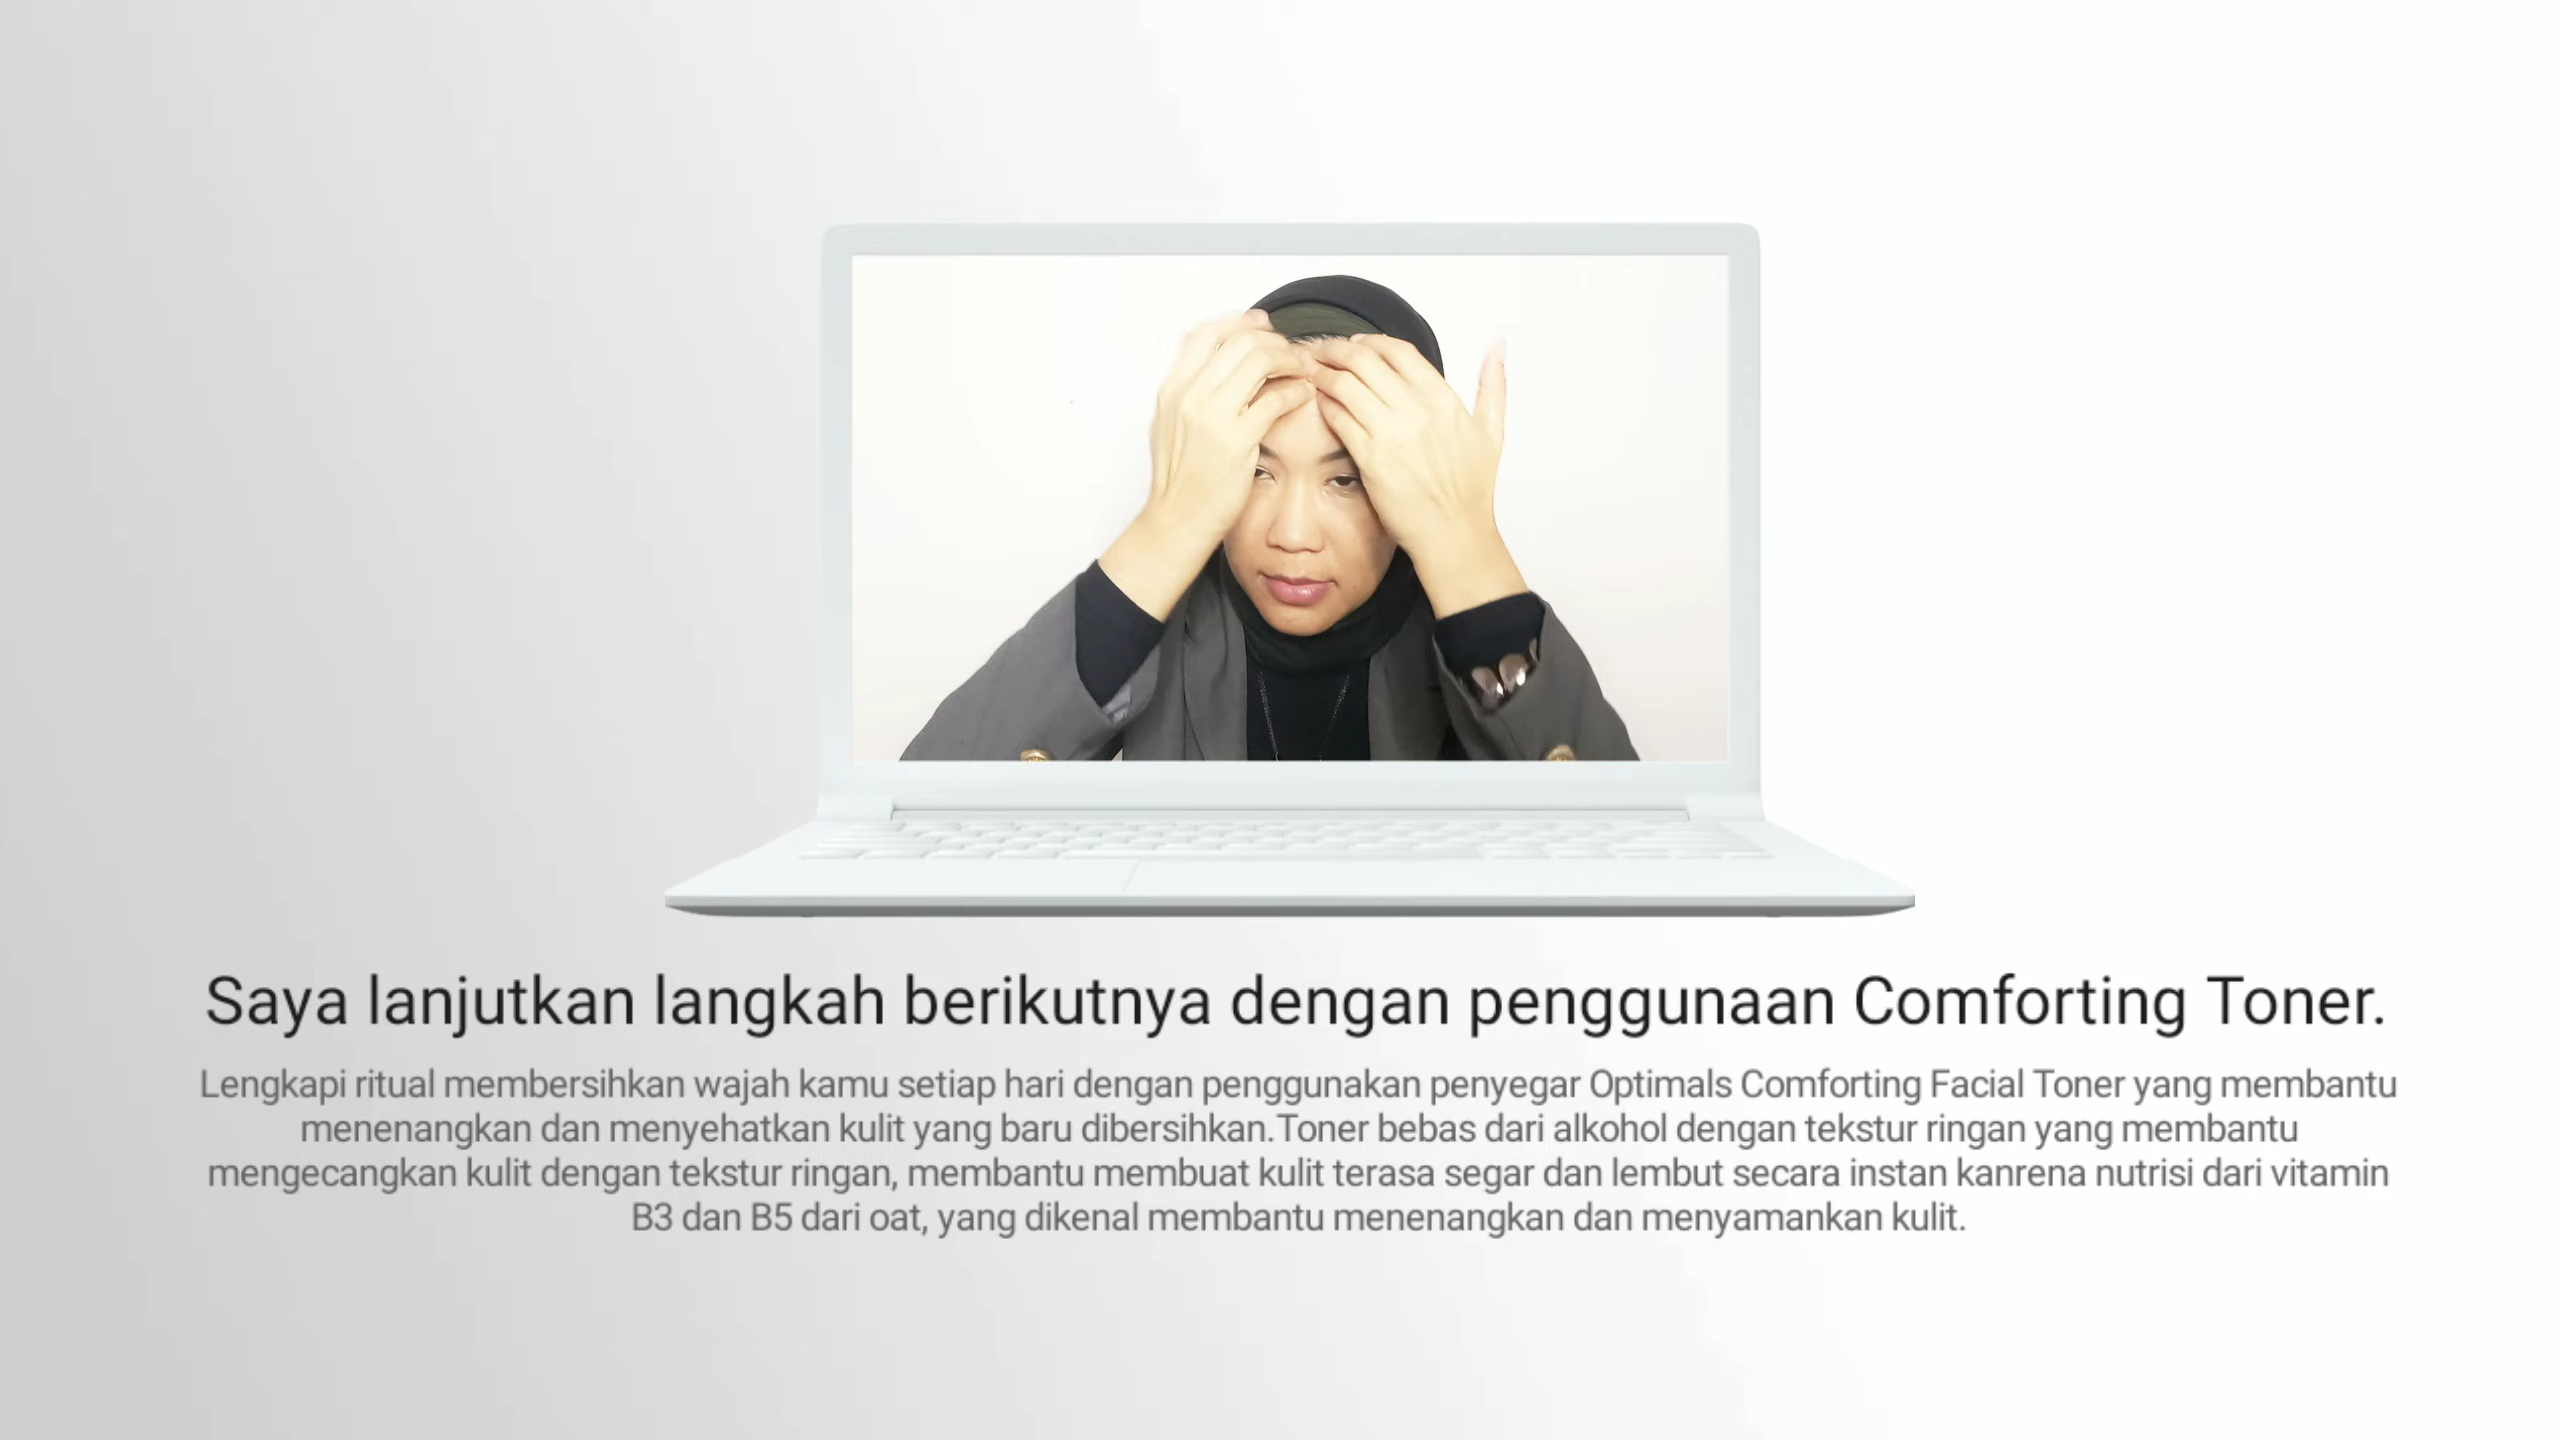 Saya lanjutkan langkah berikutnya dengan penggunaan Comforting Toner.
Lengkapi ritual membersihkan wajah kamu setiap hari dengan penggunakan penyegar Optimals Comforting Facial Toner yang membantu
menenangkan dan menyehatkan kulit yang baru dibersihkan.Toner bebas dari alkohol dengan tekstur ringan yang membantu
mengecangkan kulit dengan tekstur ringan, membantu membuat kulit terasa segar dan lembut secara instan kanrena nutrisi dari vitamin
B3 dan B5 dari oat, yang dikenal membantu menenangkan dan menyamankan kulit.